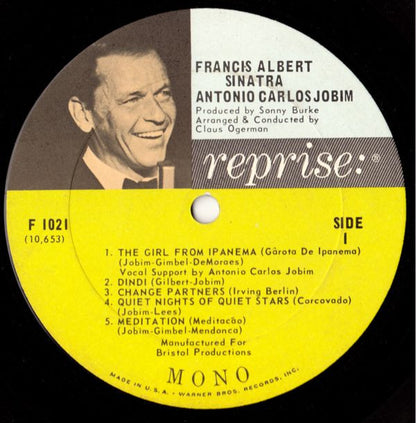 FRANCIS ALBERT
SINATRA
ANTONIO CARLOS JOBIM
Produced by Sonny Burke
Arranged & Conducted by
Claus Ogerman
reprise:®
F 1021
(10,653)
SIDE
1
1. THE GIRL FROM IPANEMA (Gârota De Ipanema)
(Jobim-Gimbel-DeMoraes)
Vocal Support by Antonio Carlos Jobim
2. DINDI (Gilbert-Jobim)
3. CHANGE PARTNERS (Irving Berlin)
4. QUIET NIGHTS OF QUIET STARS (Corcovado)
(Jobim-Lees)
5. MEDITATION (Meditacão)
(Jobim-Gimbel-Mendonca)
Manufactured For
Bristol Productions
MONO
MADE IN U.S.A. - WARNER BROS. RECORDS, INC.